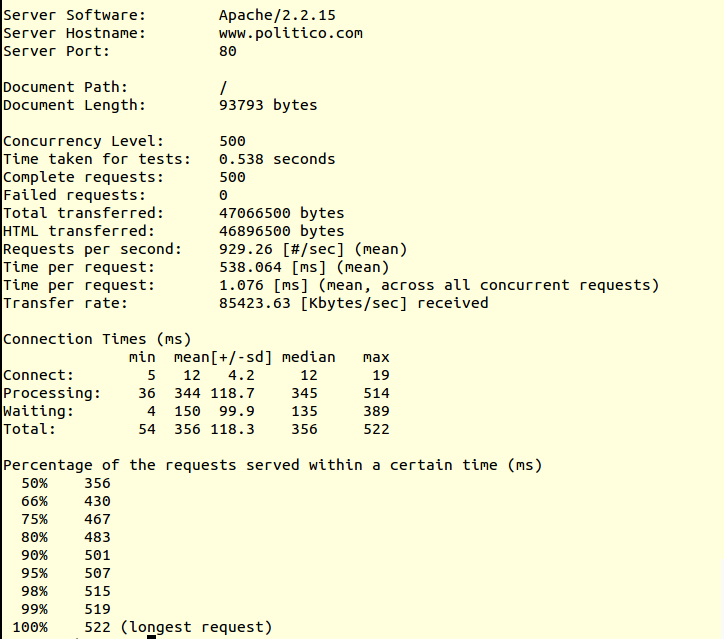 Server Software:        Apache/2.2.15
Server Hostname:        www.politico.com
Server Port:            80

Document Path:          /
Document Length:        93793 bytes

Concurrency Level:      500
Time taken for tests:   0.538 seconds
Complete requests:      500
Failed requests:        0
Total transferred:      47066500 bytes
HTML transferred:       46896500 bytes
Requests per second:    929.26 [#/sec] (mean)
Time per request:       538.064 [ms] (mean)
Time per request:       1.076 [ms] (mean, across all concurrent requests)
Transfer rate:          85423.63 [Kbytes/sec] received

Connection Times (ms)
              min  mean[+/-sd] median   max
Connect:        5   12   4.2     12      19
Processing:    36  344 118.7    345     514
Waiting:        4  150  99.9    135     389
Total:         54  356 118.3    356     522

Percentage of the requests served within a certain time (ms)
  50%    356
  66%    430
  75%    467
  80%    483
  90%    501
  95%    507
  98%    515
  99%    519
 100%    522 (longest request)